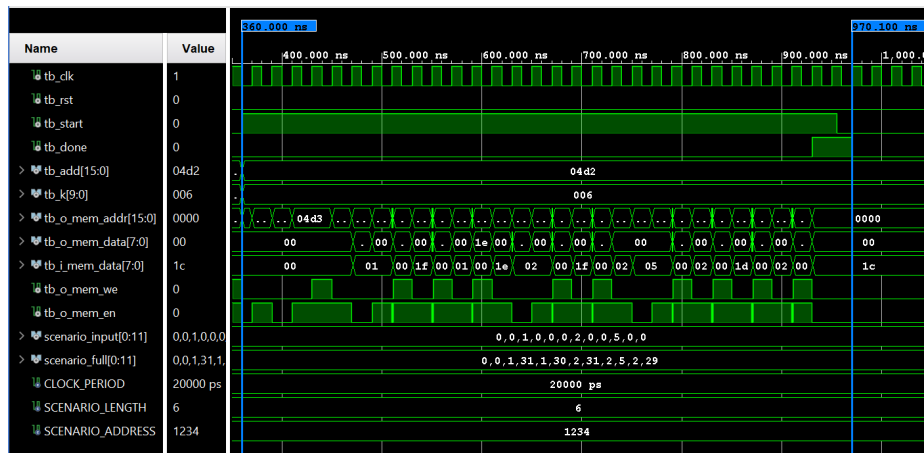 360.000 ns 970.100 ns
Name Value 400.000 ns 500.000 ns 600.000 ns 700.000 ns 800.000 ns 900.000 ns 1,000.0
tb_clk 1
tb_rst 0
tb_start 0
tb_done 0
tb_add[15:0] 04d2 . 04d2
tb_k[9:0] 006 . 006
tb_o_mem_addr[15:0] 0000 04d3 0000
tb_o_mem_data[7:0] 00 00 . 00 . 00 . 00 1e 00 . 00 . 00 . 00 . 00 . 00 . 00 . 00
tb_i_mem_data[7:0] 1c 00 01 00 1f 00 01 00 1e 02 00 1f 00 02 05 00 02 00 1d 00 02 00 1c
tb_o_mem_we 0
tb_o_mem_en 0
scenario_input[0:11] 0,0,1,0,0,0 0,0,1,0,0,0,2,0,0,5,0,0
scenario_full[0:11] 0,0,1,31,1 0,0,1,31,1,30,2,31,2,5,2,29
CLOCK_PERIOD 20000 ps 20000 ps
SCENARIO_LENGTH 6 6
SCENARIO_ADDRESS 1234 1234